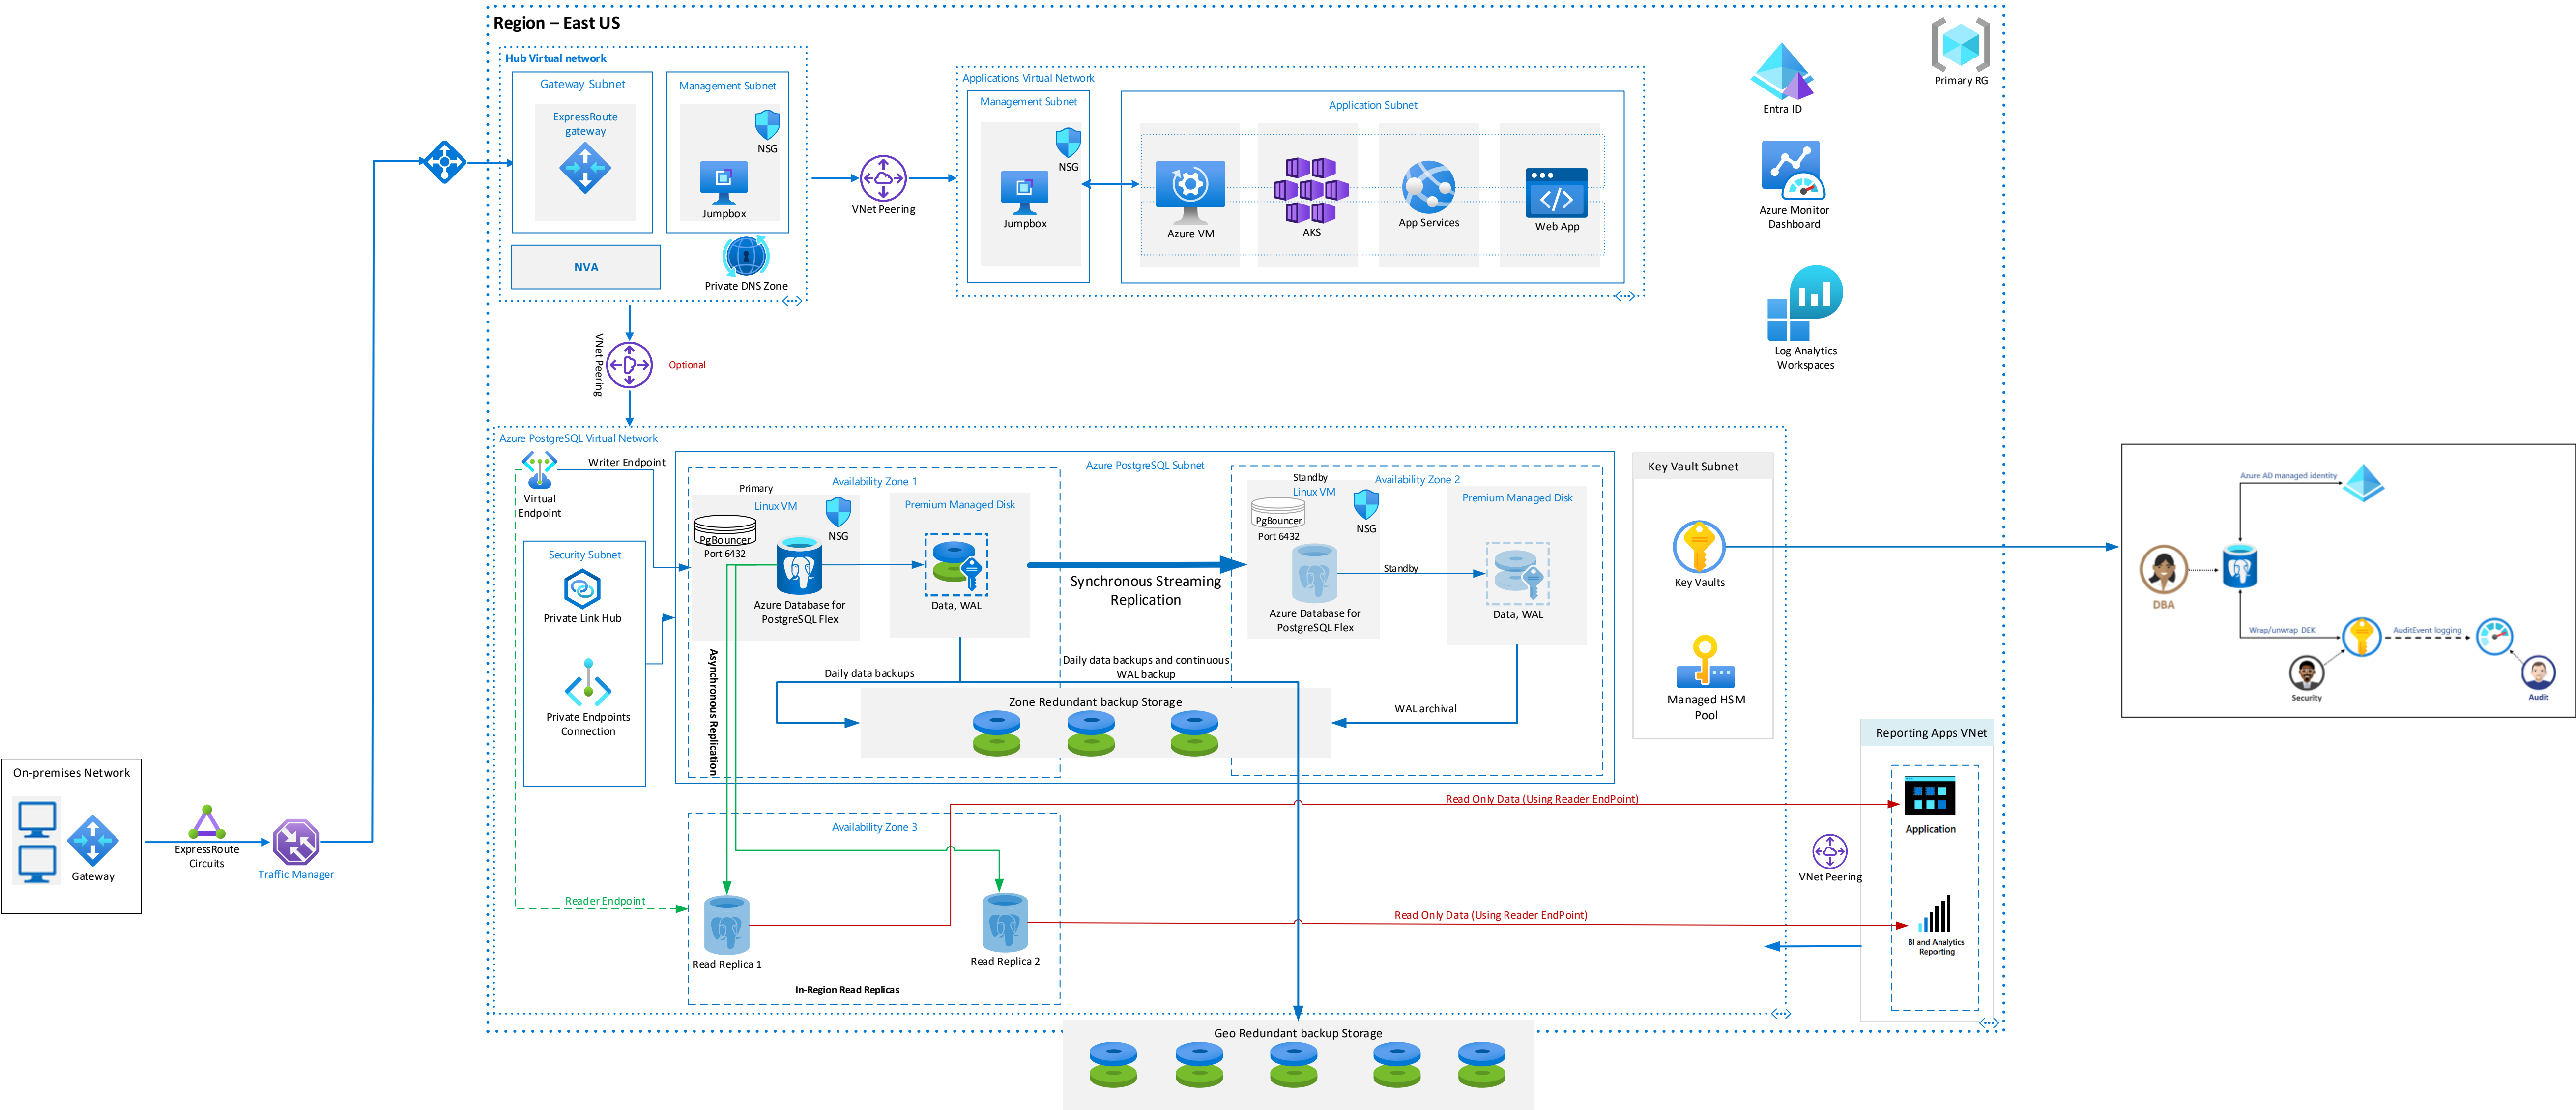 Region – East US
Primary RG
Hub Virtual network
Gateway Subnet
ExpressRoute
gateway
Management Subnet
NSG
Jumpbox
NVA
Private DNS Zone
VNet Peering
Applications Virtual Network
Management Subnet
NSG
Jumpbox
Application Subnet
Azure VM
AKS
App Services
Web App
Entra ID
Azure Monitor
Dashboard
Log Analytics
Workspaces
VNet Peering
Optional
Azure PostgreSQL Virtual Network
Virtual
Endpoint
Writer Endpoint
Security Subnet
Private Link Hub
Private Endpoints
Connection
Azure PostgreSQL Subnet
Availability Zone 1
Primary
Linux VM
PgBouncer
Port 6432
NSG
Azure Database for
PostgreSQL Flex
Premium Managed Disk
Data, WAL
Synchronous Streaming
Replication
Availability Zone 2
Standby
Linux VM
PgBouncer
Port 6432
NSG
Azure Database for
PostgreSQL Flex
Standby
Premium Managed Disk
Data, WAL
Asynchronous Replication
Daily data backups
Daily data backups and continuous
WAL backup
Zone Redundant backup Storage
WAL archival
Key Vault Subnet
Key Vaults
Managed HSM
Pool
Azure AD managed identity
DBA
Wrap/unwrap DEK
AuditEvent logging
Security
Audit
On-premises Network
Gateway
ExpressRoute
Circuits
Traffic Manager
Reader Endpoint
Availability Zone 3
Read Replica 1
Read Replica 2
In-Region Read Replicas
Read Only Data (Using Reader EndPoint)
Read Only Data (Using Reader EndPoint)
VNet Peering
Reporting Apps VNet
Application
BI and Analytics
Reporting
Geo Redundant backup Storage